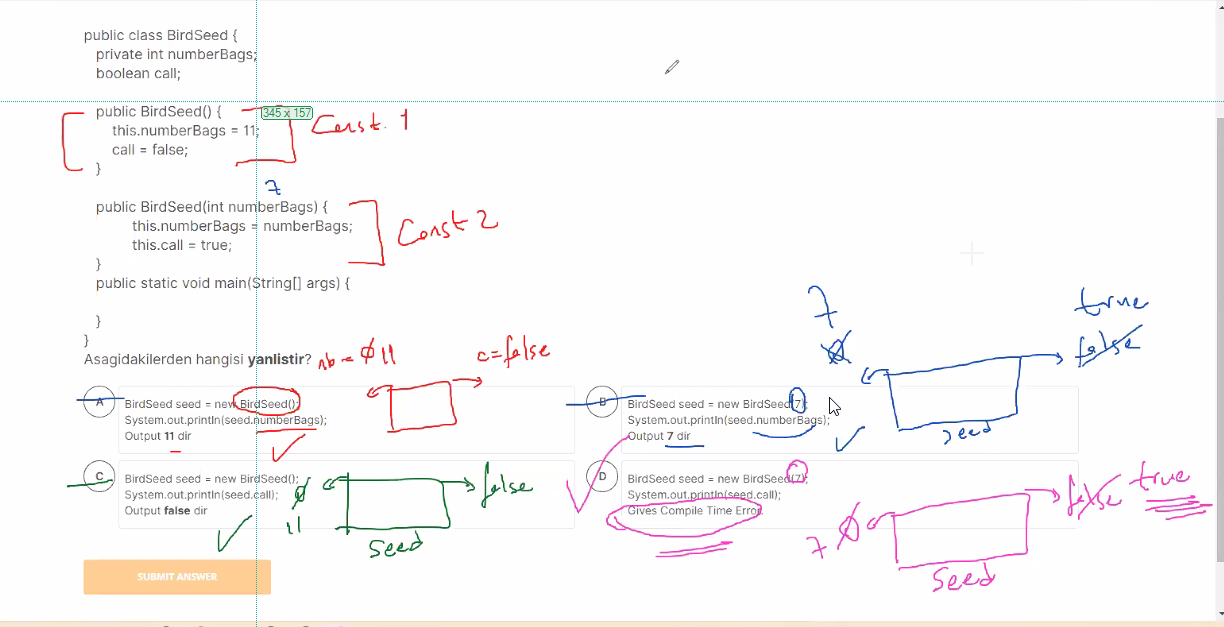 public class BirdSeed {
private int numberBags;
boolean call;
public BirdSeed() {
345 x 157
Const. 1
this.numberBags = 11;
call = false;
}
7
public BirdSeed(int numberBags) {
Const 2
this.numberBags = numberBags;
this.call = true;
}
public static void main(String[] args) {
}
}
Asagidakilerden hangisi yanlistir?
nb = 0 11
c=false
7
0
true
false
A
BirdSeed seed = new BirdSeed();
System.out.println(seed.numberBags);
Output 11 dir
B
BirdSeed seed = new BirdSeed(7);
System.out.println(seed.numberBags);
Output 7 dir
seed
C
BirdSeed seed = new BirdSeed();
System.out.println(seed.call);
Output false dir
0
11
false
seed
D
BirdSeed seed = new BirdSeed(7);
System.out.println(seed.call);
Gives Compile Time Error
7 0
false true
seed
SUBMIT ANSWER